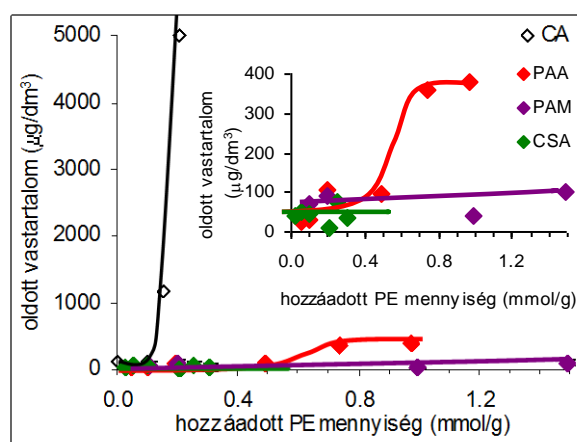 5000
4000
3000
2000
1000
0
oldott vastartalom (µg/dm³)
0.0 0.4 0.8 1.2
hozzáadott PE mennyiség (mmol/g)
400
300
200
100
0
oldott vastartalom
(µg/dm³)
0.0 0.4 0.8 1.2
hozzáadott PE mennyiség (mmol/g)
CA
PAA
PAM
CSA